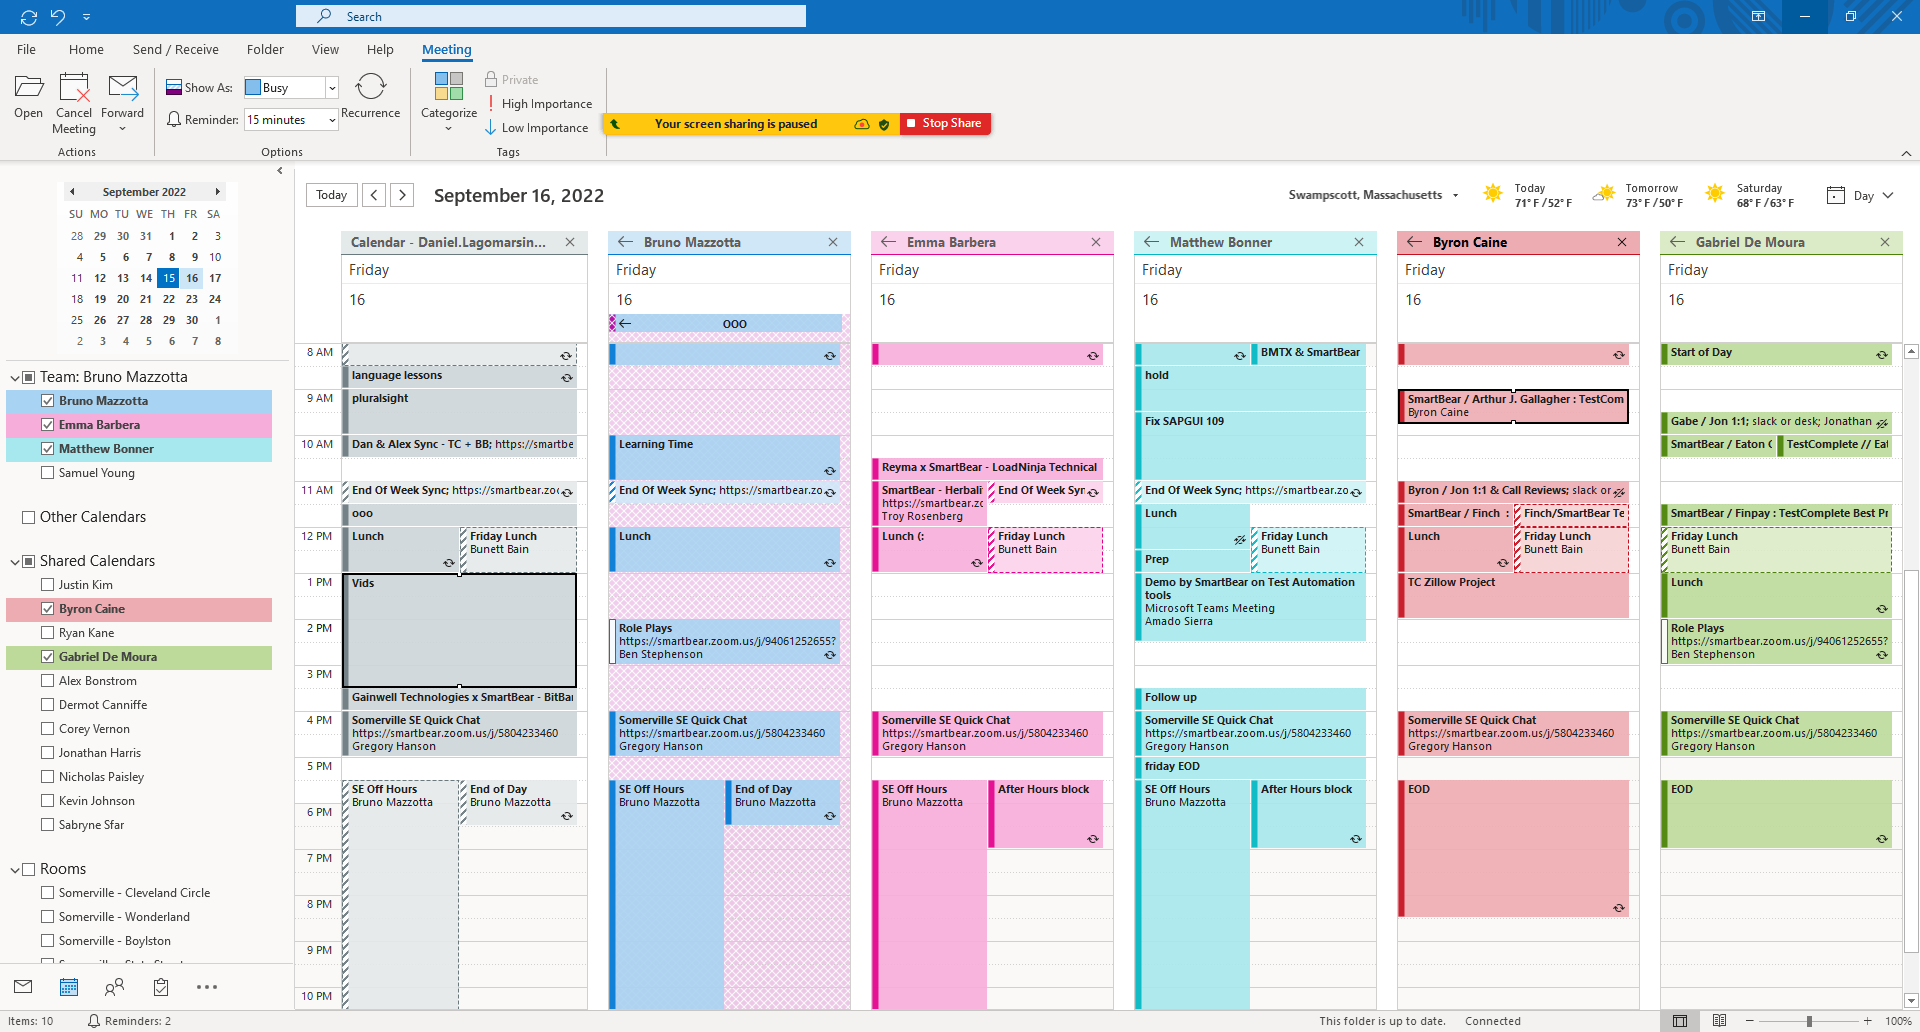 Search
File Home Send / Receive Folder View Help Meeting
Open
Cancel Meeting
Forward
Show As: Busy
Reminder: 15 minutes
Recurrence
Categorize
Private
High Importance
Low Importance
Actions
Options
Tags
Your screen sharing is paused
Stop Share
September 2022
SU MO TU WE TH FR SA
28 29 30 31 1 2 3
4 5 6 7 8 9 10
11 12 13 14 15 16 17
18 19 20 21 22 23 24
25 26 27 28 29 30 1
2 3 4 5 6 7 8
Team: Bruno Mazzotta
Bruno Mazzotta
Emma Barbera
Matthew Bonner
Samuel Young
Other Calendars
Shared Calendars
Justin Kim
Byron Caine
Ryan Kane
Gabriel De Moura
Alex Bonstrom
Dermot Canniffe
Corey Vernon
Jonathan Harris
Nicholas Paisley
Kevin Johnson
Sabryne Sfar
Rooms
Somerville - Cleveland Circle
Somerville - Wonderland
Somerville - Boylston
Today
September 16, 2022
Swampscott, Massachusetts
Today
71° F / 52° F
Tomorrow
73° F / 50° F
Saturday
68° F / 63° F
Day
8 AM
9 AM
10 AM
11 AM
12 PM
1 PM
2 PM
3 PM
4 PM
5 PM
6 PM
7 PM
8 PM
9 PM
10 PM
Calendar - Daniel.Lagomarsin...
Friday
16
language lessons
pluralsight
Dan & Alex Sync - TC + BB; https://smartbe
End Of Week Sync; https://smartbear.zoc
ooo
Lunch
Friday Lunch
Bunett Bain
Vids
Gainwell Technologies x SmartBear - BitBar
Somerville SE Quick Chat
https://smartbear.zoom.us/j/5804233460
Gregory Hanson
SE Off Hours
Bruno Mazzotta
End of Day
Bruno Mazzotta
Bruno Mazzotta
Friday
16
OOO
Learning Time
End Of Week Sync; https://smartbear.zo
Lunch
Role Plays
https://smartbear.zoom.us/j/94061252655?
Ben Stephenson
Somerville SE Quick Chat
https://smartbear.zoom.us/j/5804233460
Gregory Hanson
SE Off Hours
Bruno Mazzotta
End of Day
Bruno Mazzotta
Emma Barbera
Friday
16
Reyma x SmartBear - LoadNinja Technical
SmartBear - Herbali
https://smartbear.zo
Troy Rosenberg
End Of Week Syr
Lunch (:
Friday Lunch
Bunett Bain
Somerville SE Quick Chat
https://smartbear.zoom.us/j/5804233460
Gregory Hanson
SE Off Hours
Bruno Mazzotta
After Hours block
Matthew Bonner
Friday
16
BMTX & SmartBear
hold
Fix SAPGUI 109
End Of Week Sync; https://smartbear.zo
Lunch
Friday Lunch
Bunett Bain
Prep
Demo by SmartBear on Test Automation
tools
Microsoft Teams Meeting
Amado Sierra
Follow up
Somerville SE Quick Chat
https://smartbear.zoom.us/j/5804233460
Gregory Hanson
friday EOD
SE Off Hours
Bruno Mazzotta
After Hours block
Byron Caine
Friday
16
SmartBear / Arthur J. Gallagher : TestCom
Byron Caine
Byron / Jon 1:1 & Call Reviews; slack or
SmartBear / Finch :
Finch/SmartBear Te
Lunch
Friday Lunch
Bunett Bain
TC Zillow Project
Somerville SE Quick Chat
https://smartbear.zoom.us/j/5804233460
Gregory Hanson
EOD
Gabriel De Moura
Friday
16
Start of Day
Gabe / Jon 1:1; slack or desk; Jonathan
SmartBear / Eaton C
TestComplete // Eat
SmartBear / Finpay : TestComplete Best Pr
Friday Lunch
Bunett Bain
Lunch
Role Plays
https://smartbear.zoom.us/j/94061252655?
Ben Stephenson
Somerville SE Quick Chat
https://smartbear.zoom.us/j/5804233460
Gregory Hanson
EOD
Items: 10
Reminders: 2
This folder is up to date.
Connected
100%